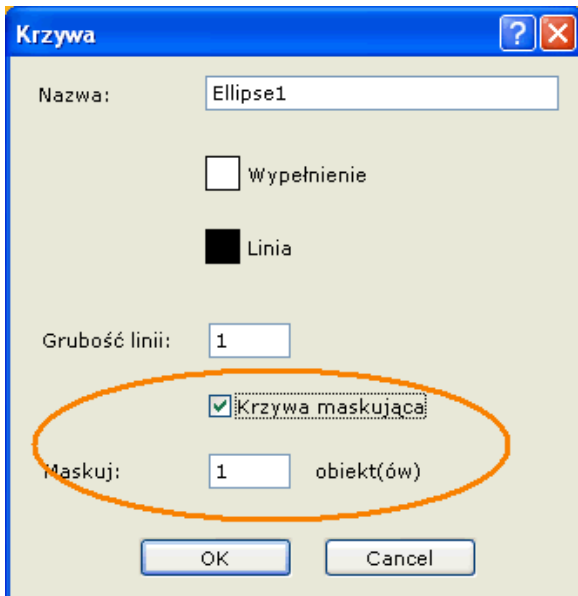 Krzywa
Nazwa: Ellipse1
Wypełnienie
Linia
Grubość linii: 1
Krzywa maskująca
Maskuj: 1 obiekt(ów)
OK Cancel